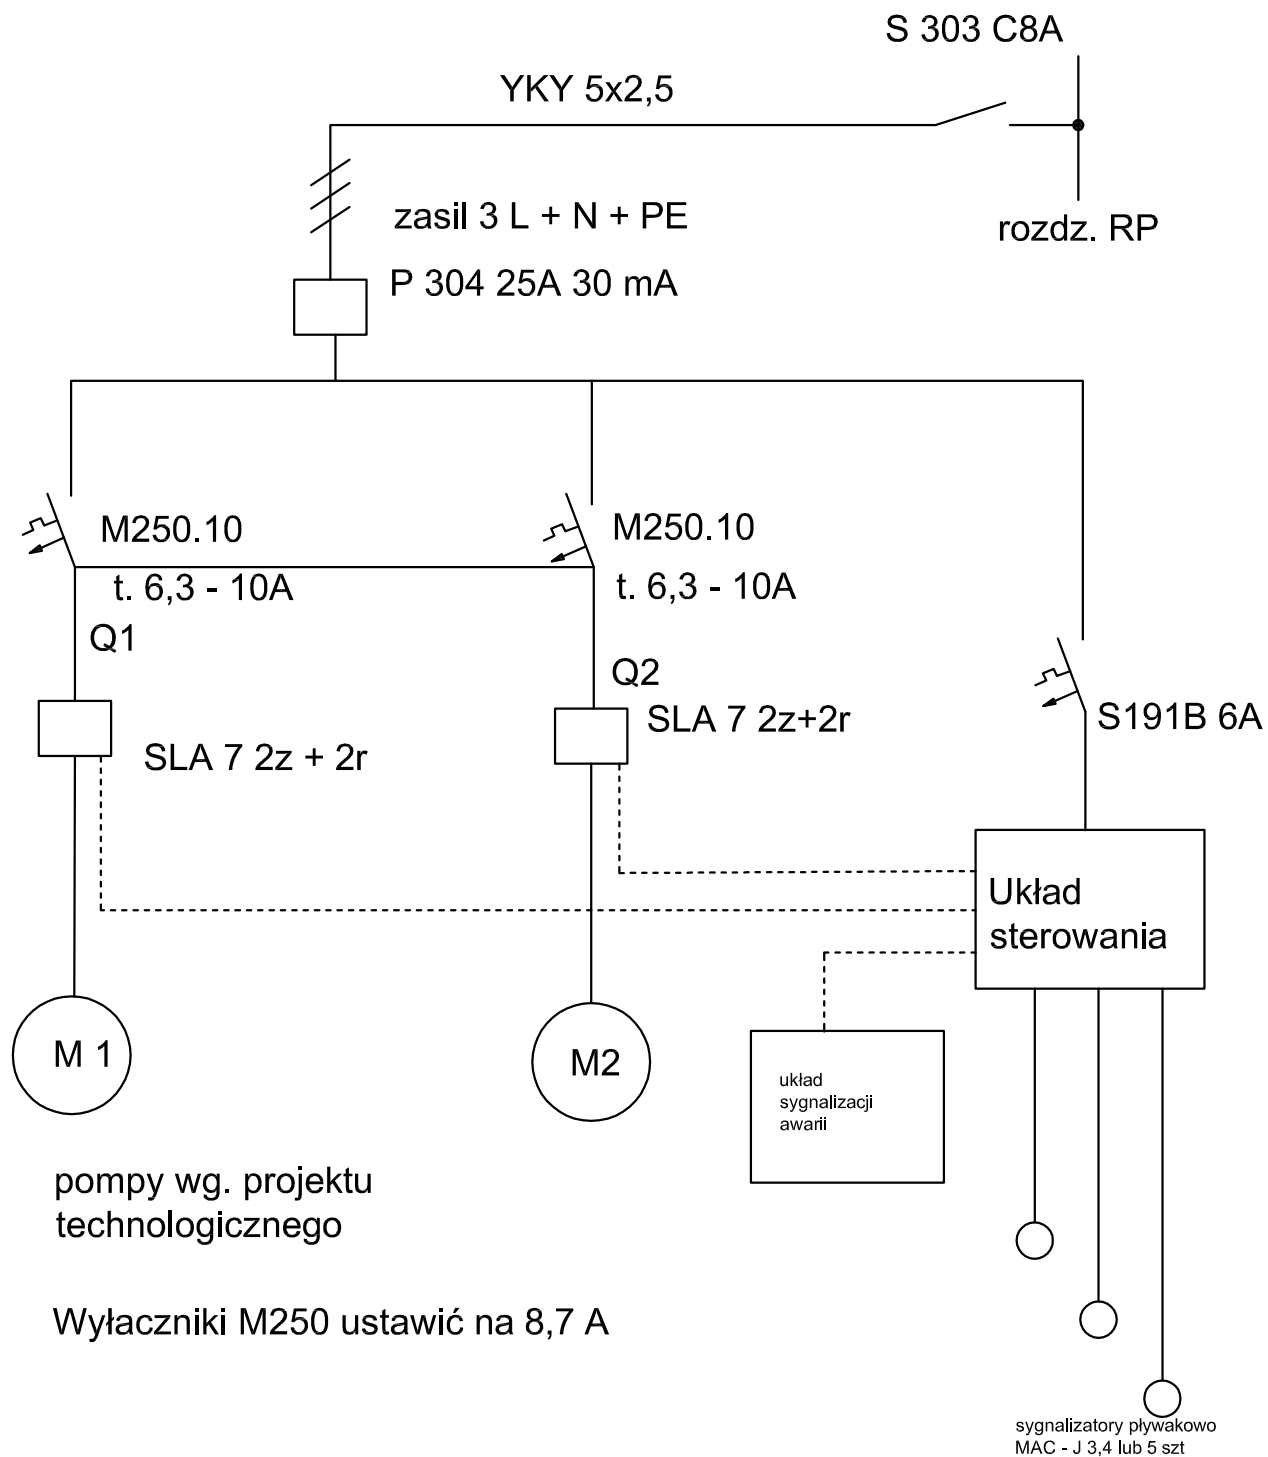 S 303 C8A
YKY 5x2,5
zasil 3 L + N + PE
rozdz. RP
P 304 25A 30 mA
M250.10
t. 6,3 - 10A
Q1
M250.10
t. 6,3 - 10A
Q2
SLA 7 2z + 2r
SLA 7 2z+2r
S191B 6A
Układ
sterowania
M 1
M2
układ
sygnalizacji
awarii
pompy wg. projektu
technologicznego
Wyłaczniki M250 ustawić na 8,7 A
sygnalizatory pływakowo
MAC - J 3,4 lub 5 szt